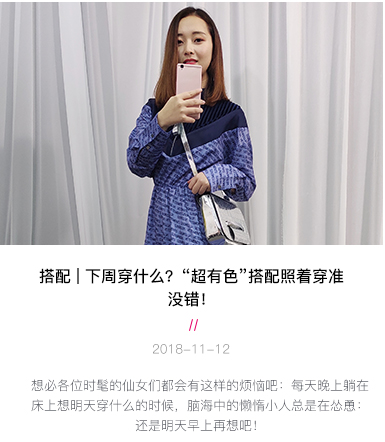 搭配 | 下周穿什么？“超有色”搭配照着穿准
没错！
//
2018-11-12
想必各位时髦的仙女们都会有这样的烦恼吧：每天晚上躺在
床上想明天穿什么的时候，脑海中的懒惰小人总是在怂恿：
还是明天早上再想吧！